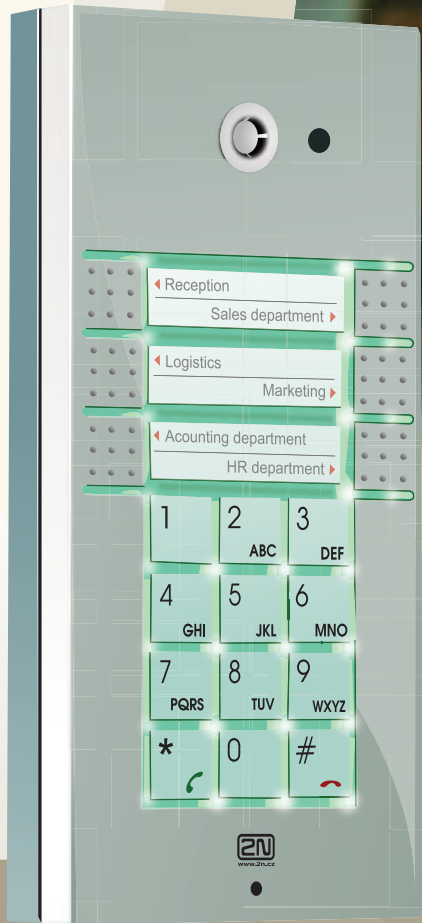 Reception
Sales department
Logistics
Marketing
Acounting department
HR department
1 2 3
ABC DEF
4 5 6
GHI JKL MNO
7 8 9
PQRS TUV WXYZ
* 0 #
2N
www.2n.cz